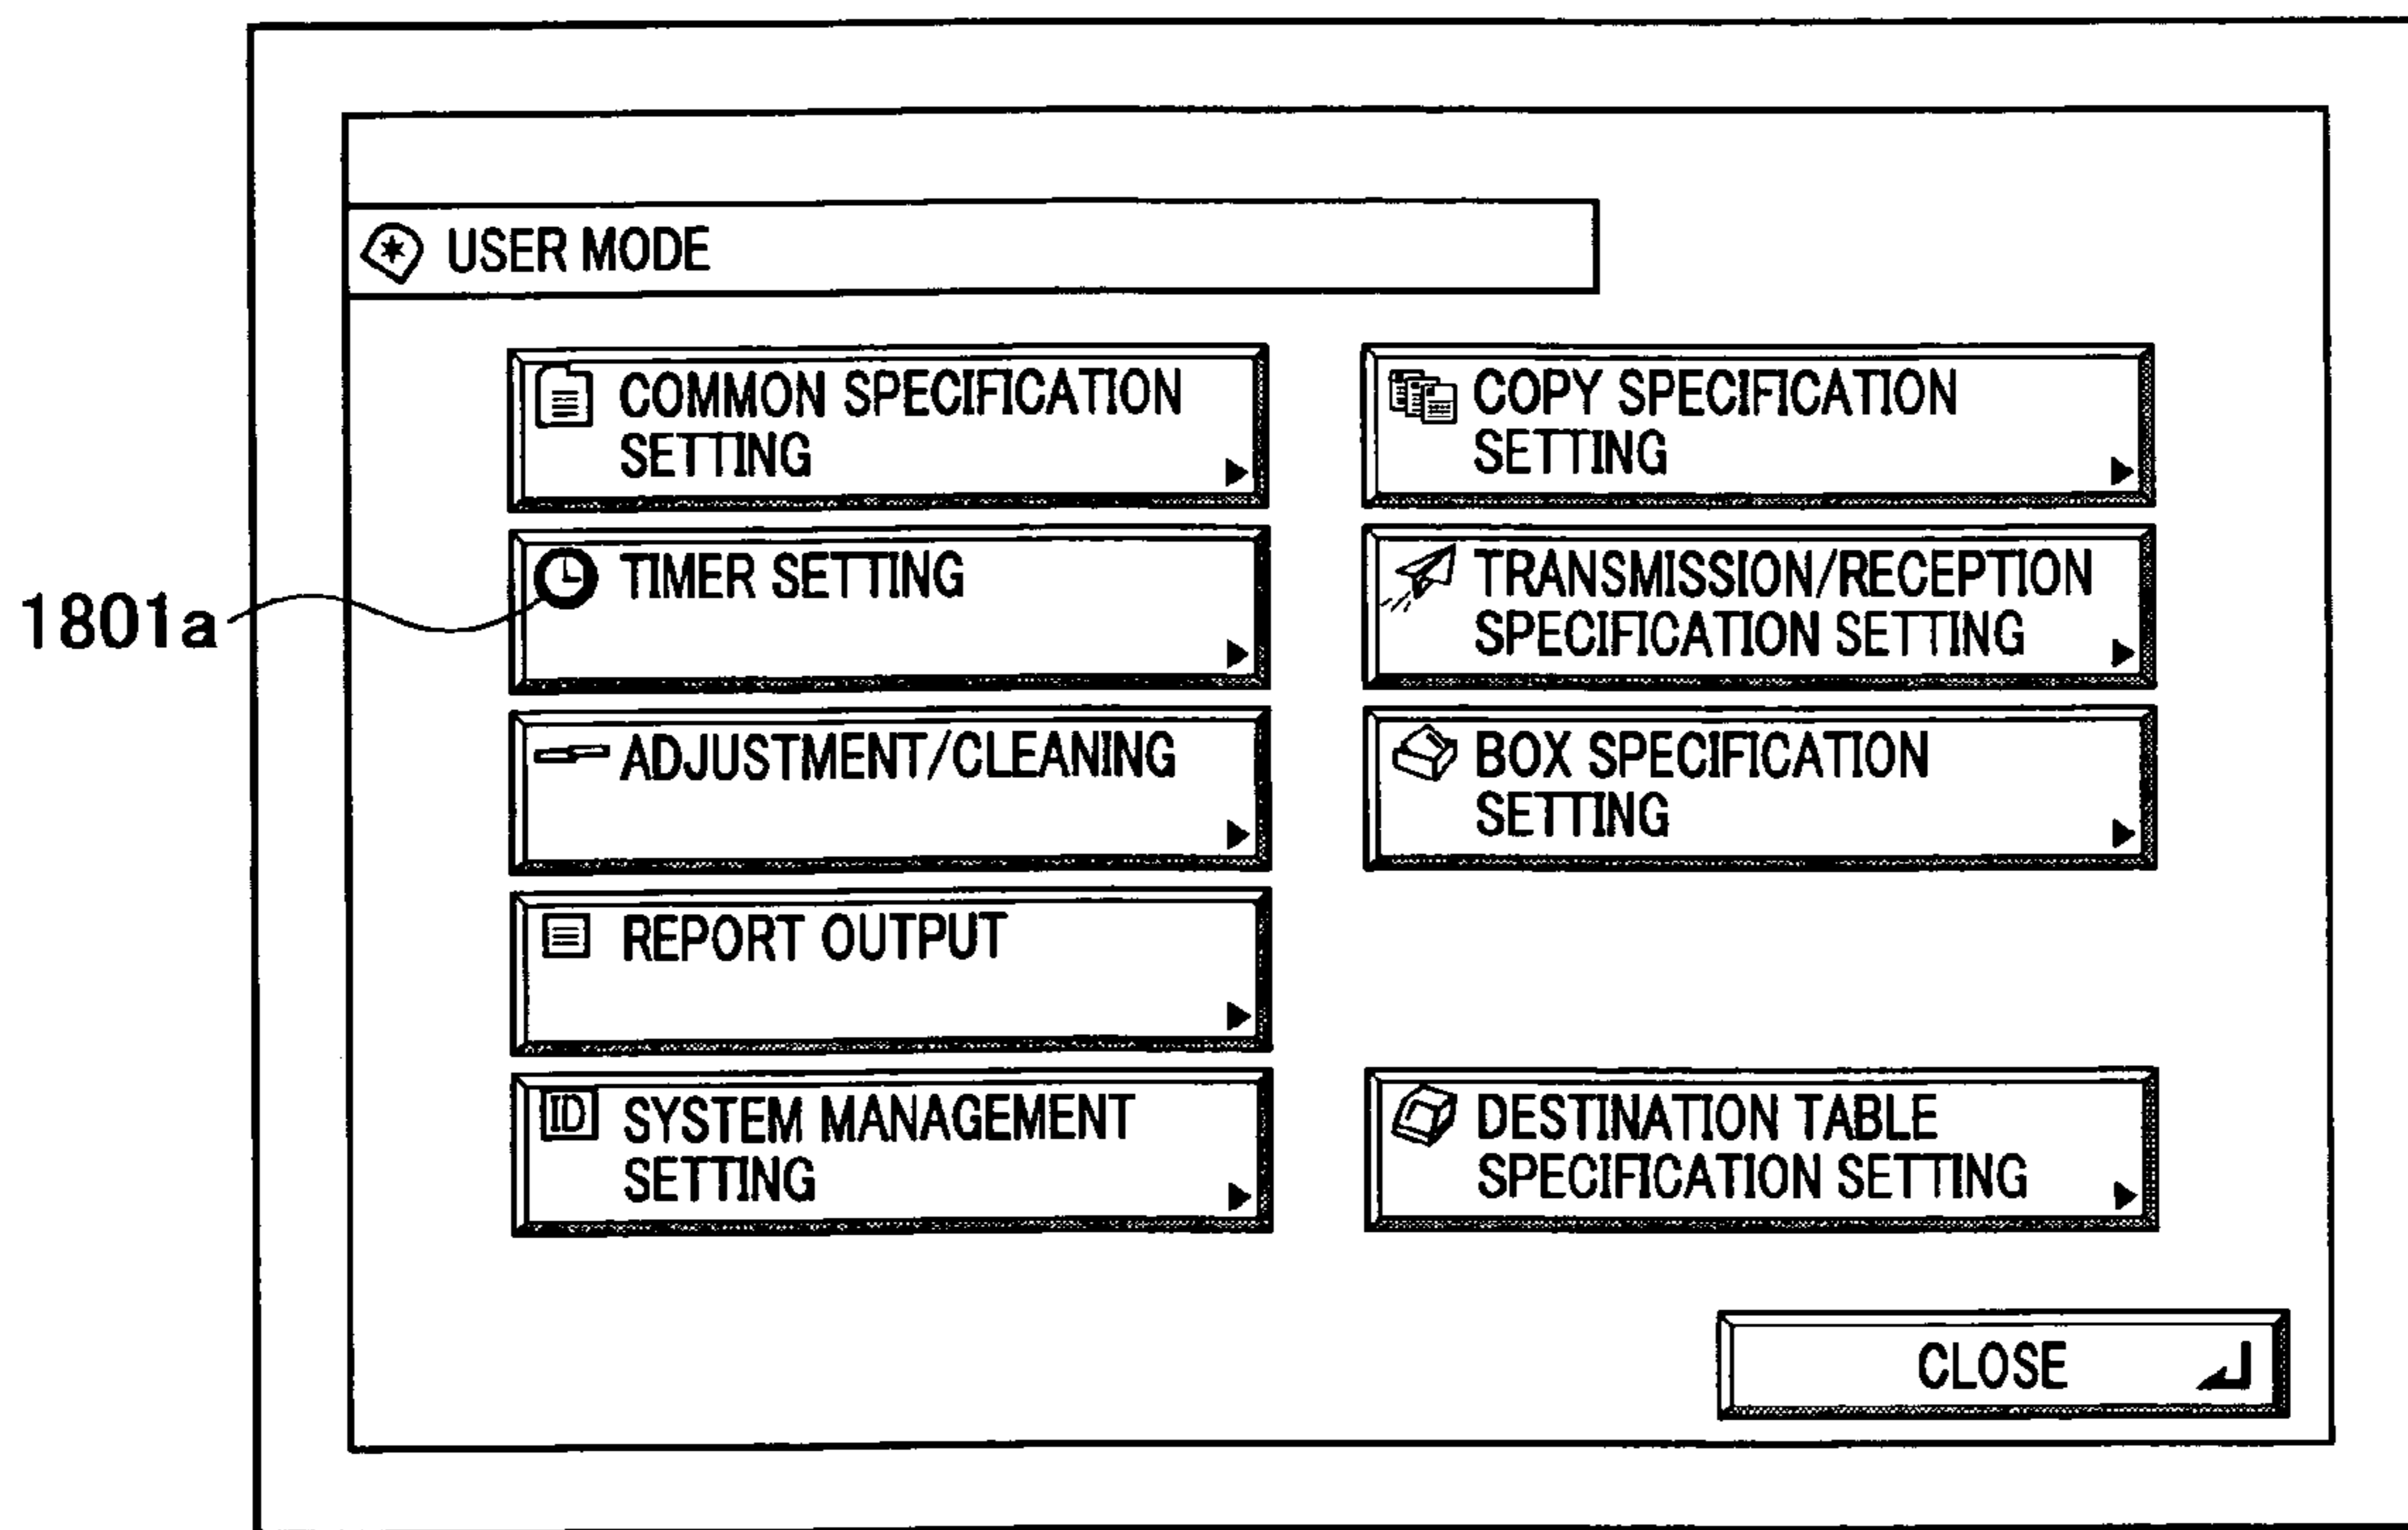 USER MODE
COMMON SPECIFICATION
SETTING
COPY SPECIFICATION
SETTING
1801a
TIMER SETTING
TRANSMISSION/RECEPTION
SPECIFICATION SETTING
ADJUSTMENT/CLEANING
BOX SPECIFICATION
SETTING
REPORT OUTPUT
ID
SYSTEM MANAGEMENT
SETTING
DESTINATION TABLE
SPECIFICATION SETTING
CLOSE